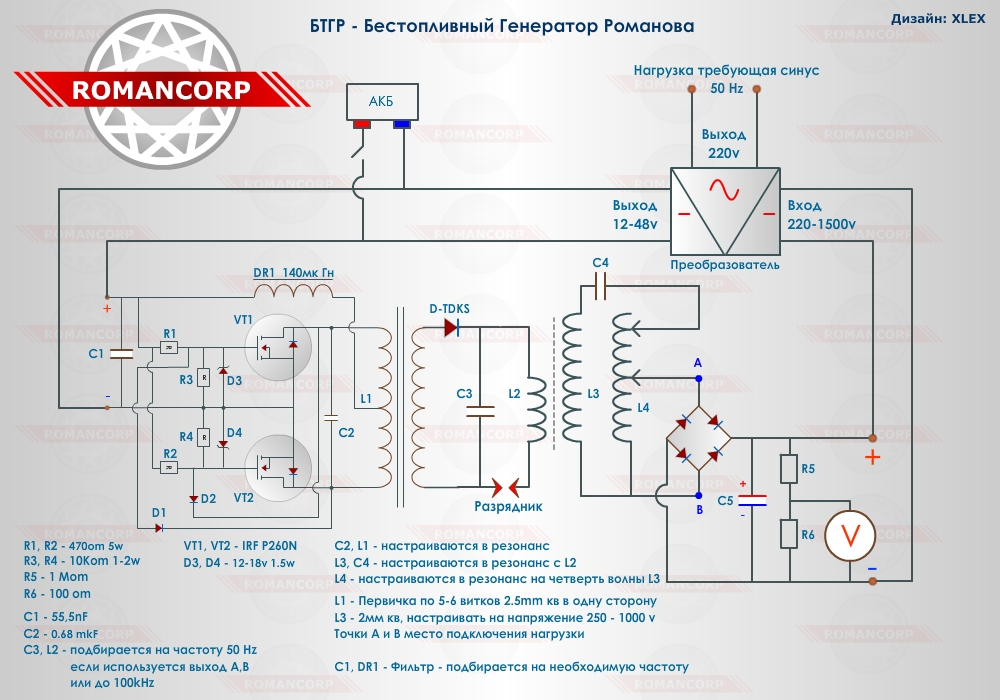 БТГР - Бестопливный Генератор Романова
Дизайн: XLEX
ROMANCORP
АКБ
Нагрузка требующая синус
50 Hz
Выход
220v
Выход
12-48v
Вход
220-1500v
Преобразователь
DR1 140мк Гн
C4
D-TDKS
VT1
+
C1
R1
R3
D3
L1
C3
L2
L3
L4
A
-
R4
D4
C2
R2
VT2
D2
D1
Разрядник
C5
+
-
B
R5
R6
V
+
-
R1, R2 - 470om 5w
R3, R4 - 10Kom 1-2w
R5 - 1 Mom
R6 - 100 om
C1 - 55,5nF
C2 - 0.68 mkF
C3, L2 - подбирается на частоту 50 Hz
если используется выход А,В
или до 100kHz
VT1, VT2 - IRF P260N
D3, D4 - 12-18v 1.5w
C2, L1 - настраиваются в резонанс
L3, C4 - настраиваются в резонанс с L2
L4 - настраиваются в резонанс на четверть волны L3
L1 - Первичка по 5-6 витков 2.5mm кв в одну сторону
L3 - 2мм кв, настраивать на напряжение 250 - 1000 v
Точки А и В место подключения нагрузки
C1, DR1 - Фильтр - подбирается на необходимую частоту